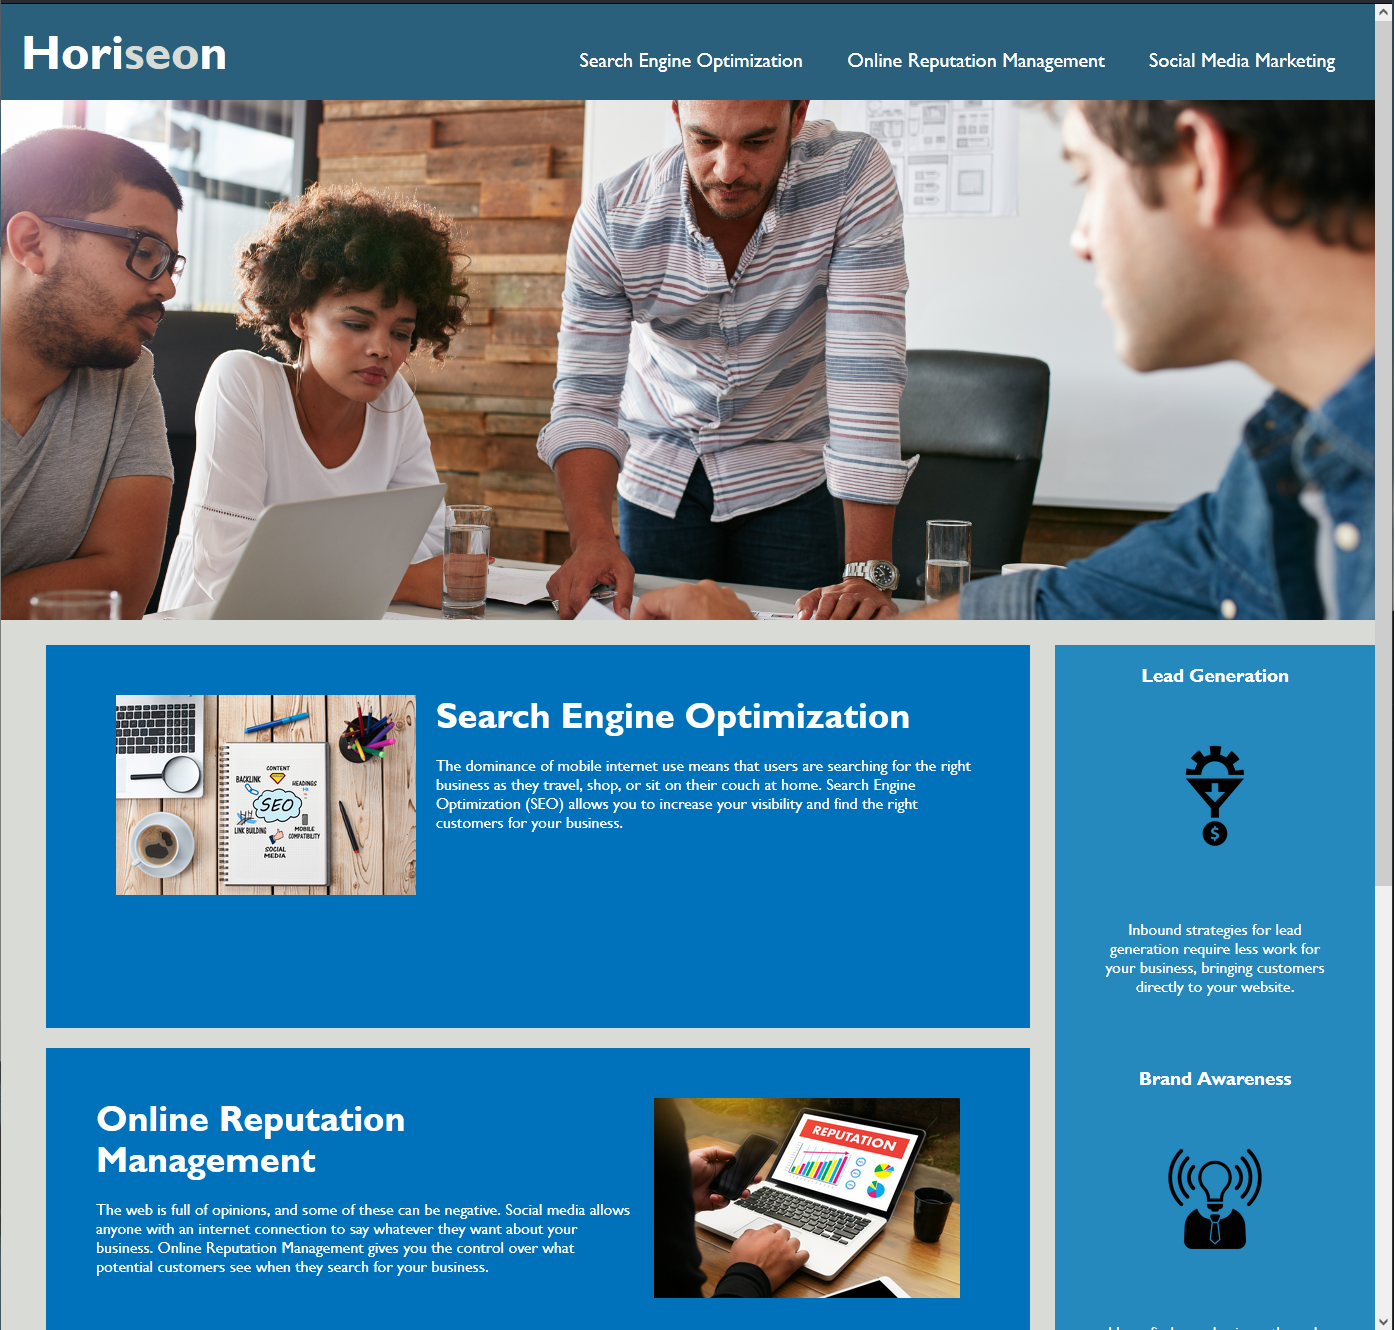 Horiseon
Search Engine Optimization
Online Reputation Management
Social Media Marketing
Search Engine Optimization
The dominance of mobile internet use means that users are searching for the right
business as they travel, shop, or sit on their couch at home. Search Engine
Optimization (SEO) allows you to increase your visibility and find the right
customers for your business.
CONTENT
BACKLINK
HEADINGS
SEO
LINK BUILDING
MOBILE
COMPATIBILITY
SOCIAL
MEDIA
Online Reputation
Management
The web is full of opinions, and some of these can be negative. Social media allows
anyone with an internet connection to say whatever they want about your
business. Online Reputation Management gives you the control over what
potential customers see when they search for your business.
REPUTATION
Lead Generation
$
Inbound strategies for lead
generation require less work for
your business, bringing customers
directly to your website.
Brand Awareness